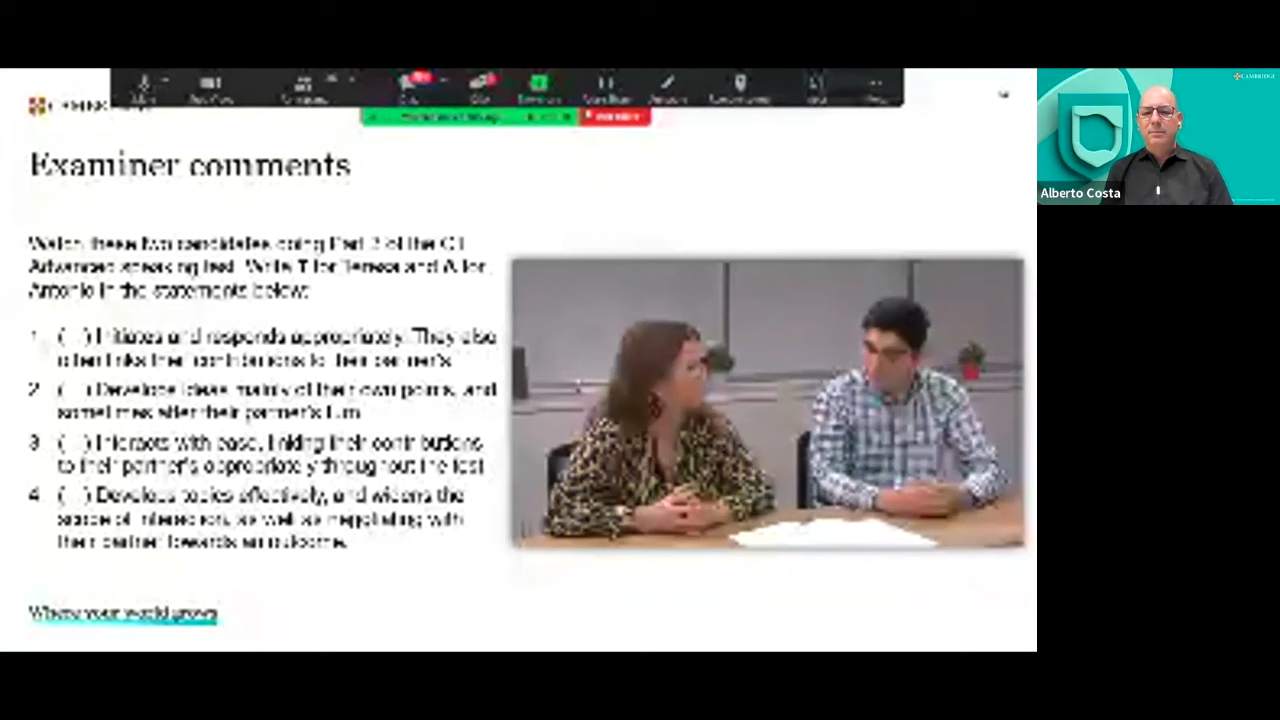 CAMBRIDGE
Alberto Costa
Examiner comments
Watch these two candidates doing Part 3 of the C1
Advanced speaking test. Write T for Teresa and A for
Antonio in the statements below:
1. ( ) Initiates and responds appropriately. They also
often links their contributions to their partner's
2. ( ) Develops ideas mainly of their own points, and
sometimes after their partner's turn
3. ( ) Interacts with ease, linking their contributions
to their partner's appropriately throughout the test
4. ( ) Develops topics effectively, and widens the
scope of interaction, as well as negotiating with
their partner towards an outcome.
Where your world grows